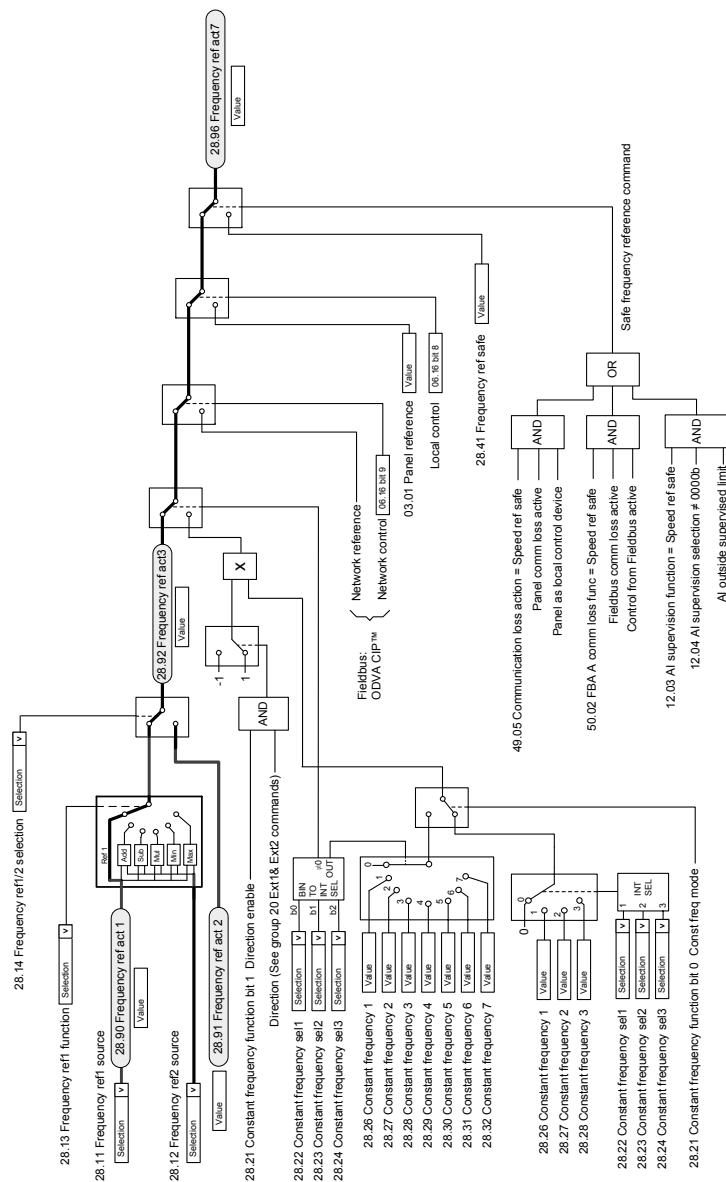 28.14 Frequency ref1/2 selection
Selection v
28.13 Frequency ref1 function
Selection v
28.11 Frequency ref1 source
Selection v
28.90 Frequency ref act 1
Value
Ref 1
Add
Sub
Mul
Min
Max
28.12 Frequency ref2 source
Selection v
28.91 Frequency ref act 2
Value
28.92 Frequency ref act3
Value
28.96 Frequency ref act7
Value
28.21 Constant frequency function bit 1 Direction enable
Direction (See group 20 Ext1& Ext2 commands)
AND
-1
1
X
28.22 Constant frequency sel1
Selection v
b0
28.23 Constant frequency sel2
Selection v
b1
28.24 Constant frequency sel3
Selection v
b2
BIN
TO
INT
SEL
≠0
OUT
0
28.26 Constant frequency 1
Value
1
28.27 Constant frequency 2
Value
2
28.28 Constant frequency 3
Value
3
28.29 Constant frequency 4
Value
4
28.30 Constant frequency 5
Value
5
28.31 Constant frequency 6
Value
6
28.32 Constant frequency 7
Value
7
0
0
28.26 Constant frequency 1
Value
1
28.27 Constant frequency 2
Value
2
28.28 Constant frequency 3
Value
3
28.22 Constant frequency sel1
Selection v
1
28.23 Constant frequency sel2
Selection v
2
28.24 Constant frequency sel3
Selection v
3
INT
SEL
28.21 Constant frequency function bit 0 Const freq mode
Fieldbus:
ODVA CIP™
Network reference
Network control
06.16 bit 9
03.01 Panel reference
Value
Local control
06.16 bit 8
28.41 Frequency ref safe
Value
Safe frequency reference command
49.05 Communication loss action = Speed ref safe
Panel comm loss active
Panel as local control device
AND
50.02 FBA A comm loss func = Speed ref safe
Fieldbus comm loss active
Control from Fieldbus active
AND
OR
12.03 AI supervision function = Speed ref safe
12.04 AI supervision selection ≠ 0000b
AI outside supervised limit
AND